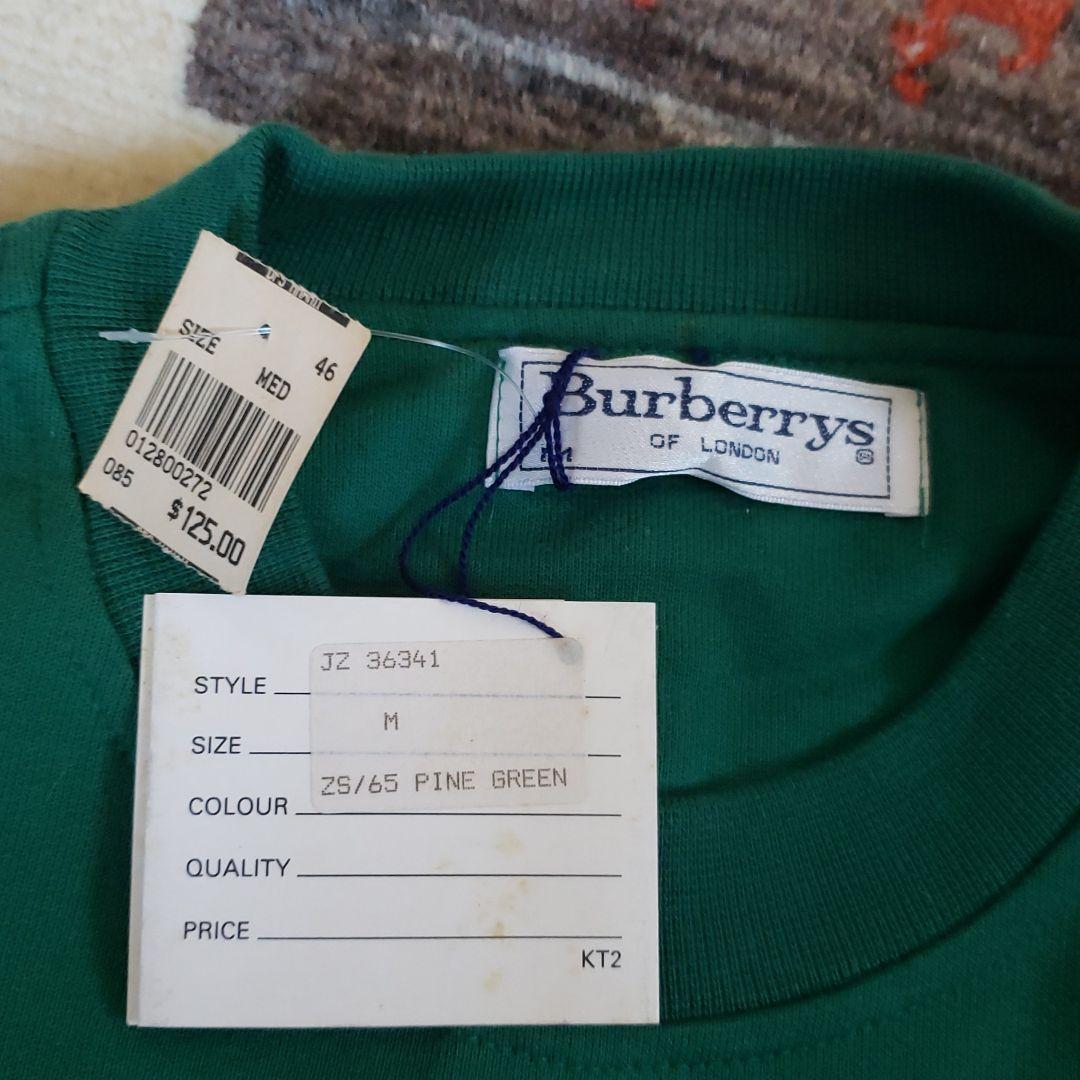 SIZE
46
MED
012800272
085
$125.00
Burberrys
OF LONDON
M
JZ 36341
STYLE
M
SIZE
ZS/65 PINE GREEN
COLOUR
QUALITY
PRICE
KT2